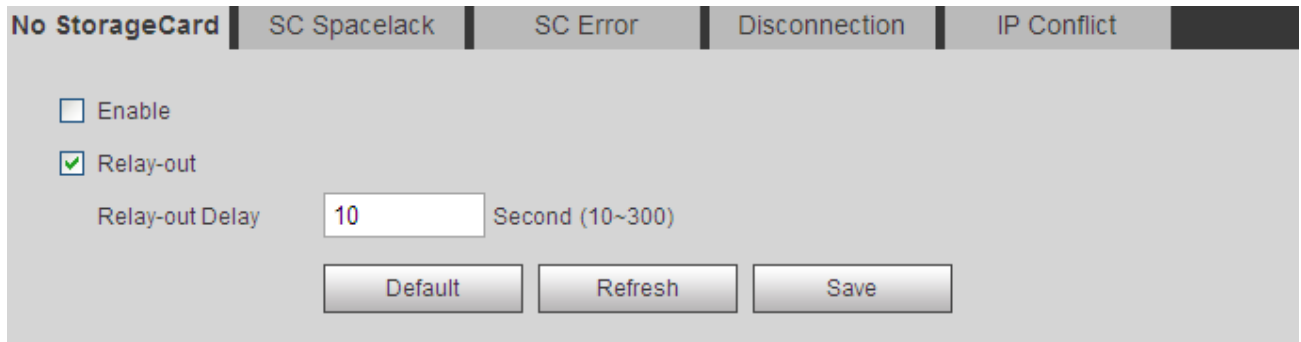 No StorageCard SC Spacelack SC Error Disconnection IP Conflict
Enable
Relay-out
Relay-out Delay 10 Second (10~300)
Default Refresh Save